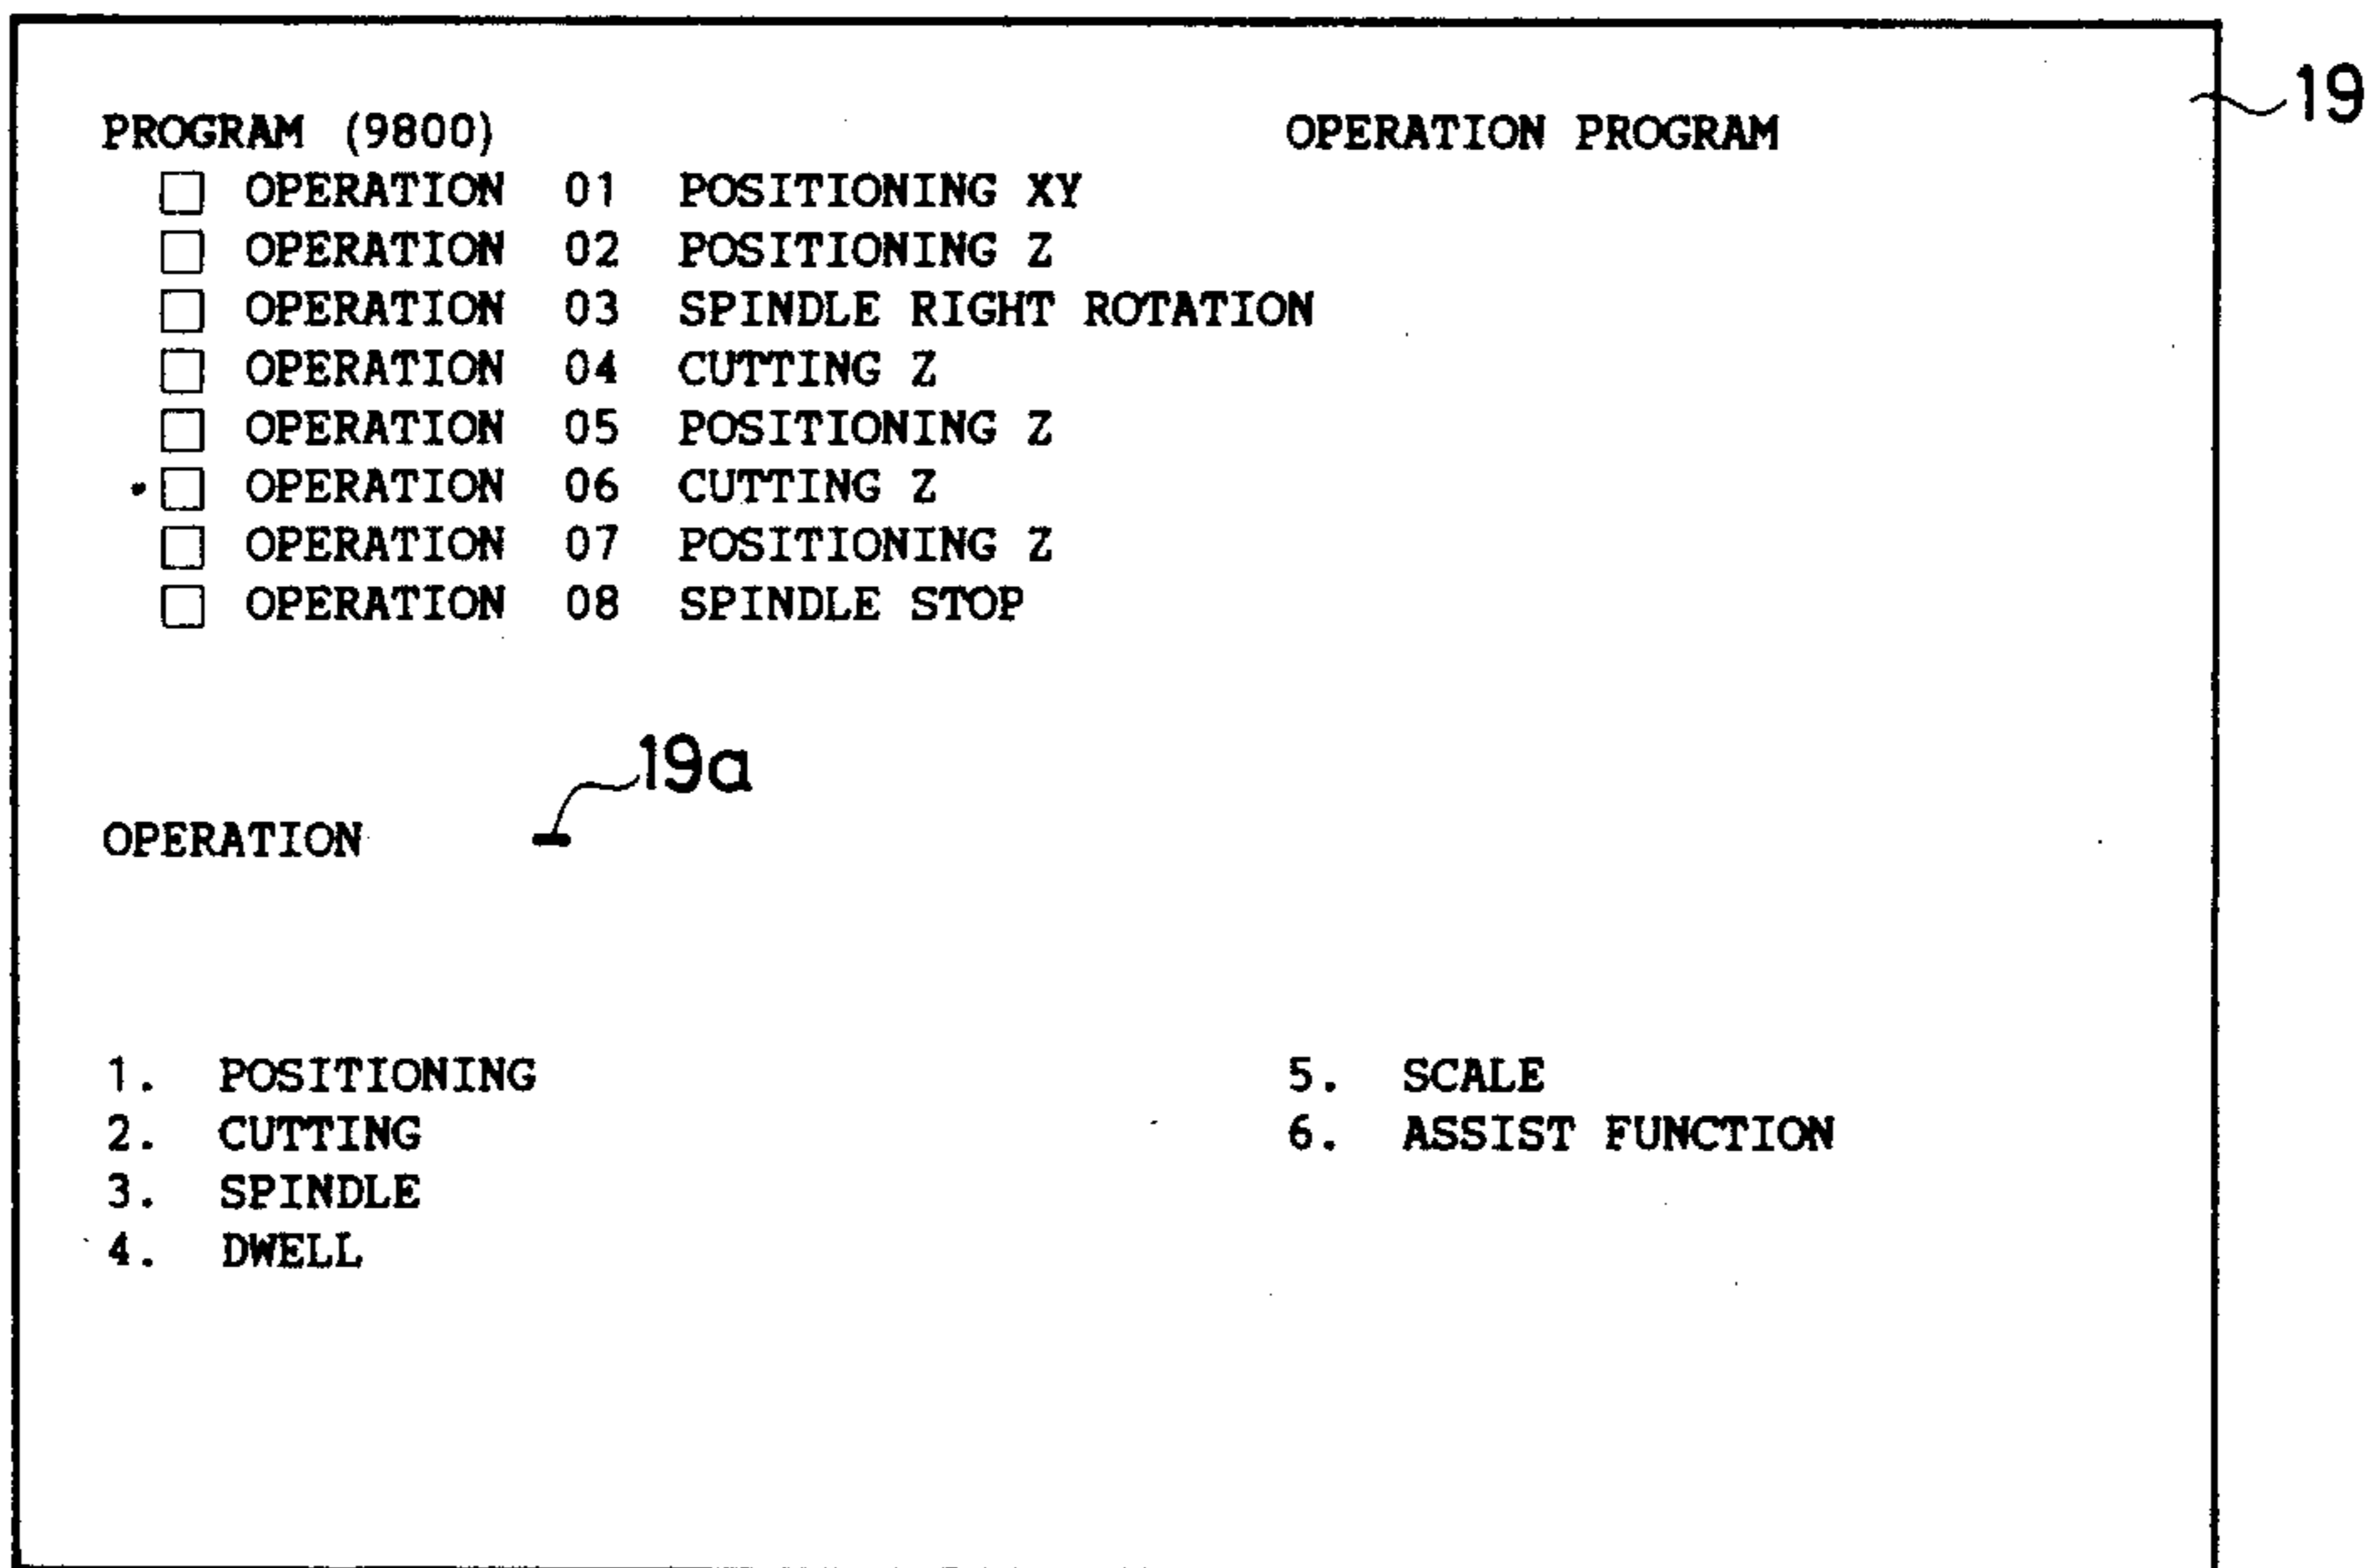 PROGRAM (9800) OPERATION PROGRAM 19
OPERATION 01 POSITIONING XY
OPERATION 02 POSITIONING Z
OPERATION 03 SPINDLE RIGHT ROTATION
OPERATION 04 CUTTING Z
OPERATION 05 POSITIONING Z
OPERATION 06 CUTTING Z
OPERATION 07 POSITIONING Z
OPERATION 08 SPINDLE STOP
19a
OPERATION
1. POSITIONING 5. SCALE
2. CUTTING 6. ASSIST FUNCTION
3. SPINDLE
4. DWELL